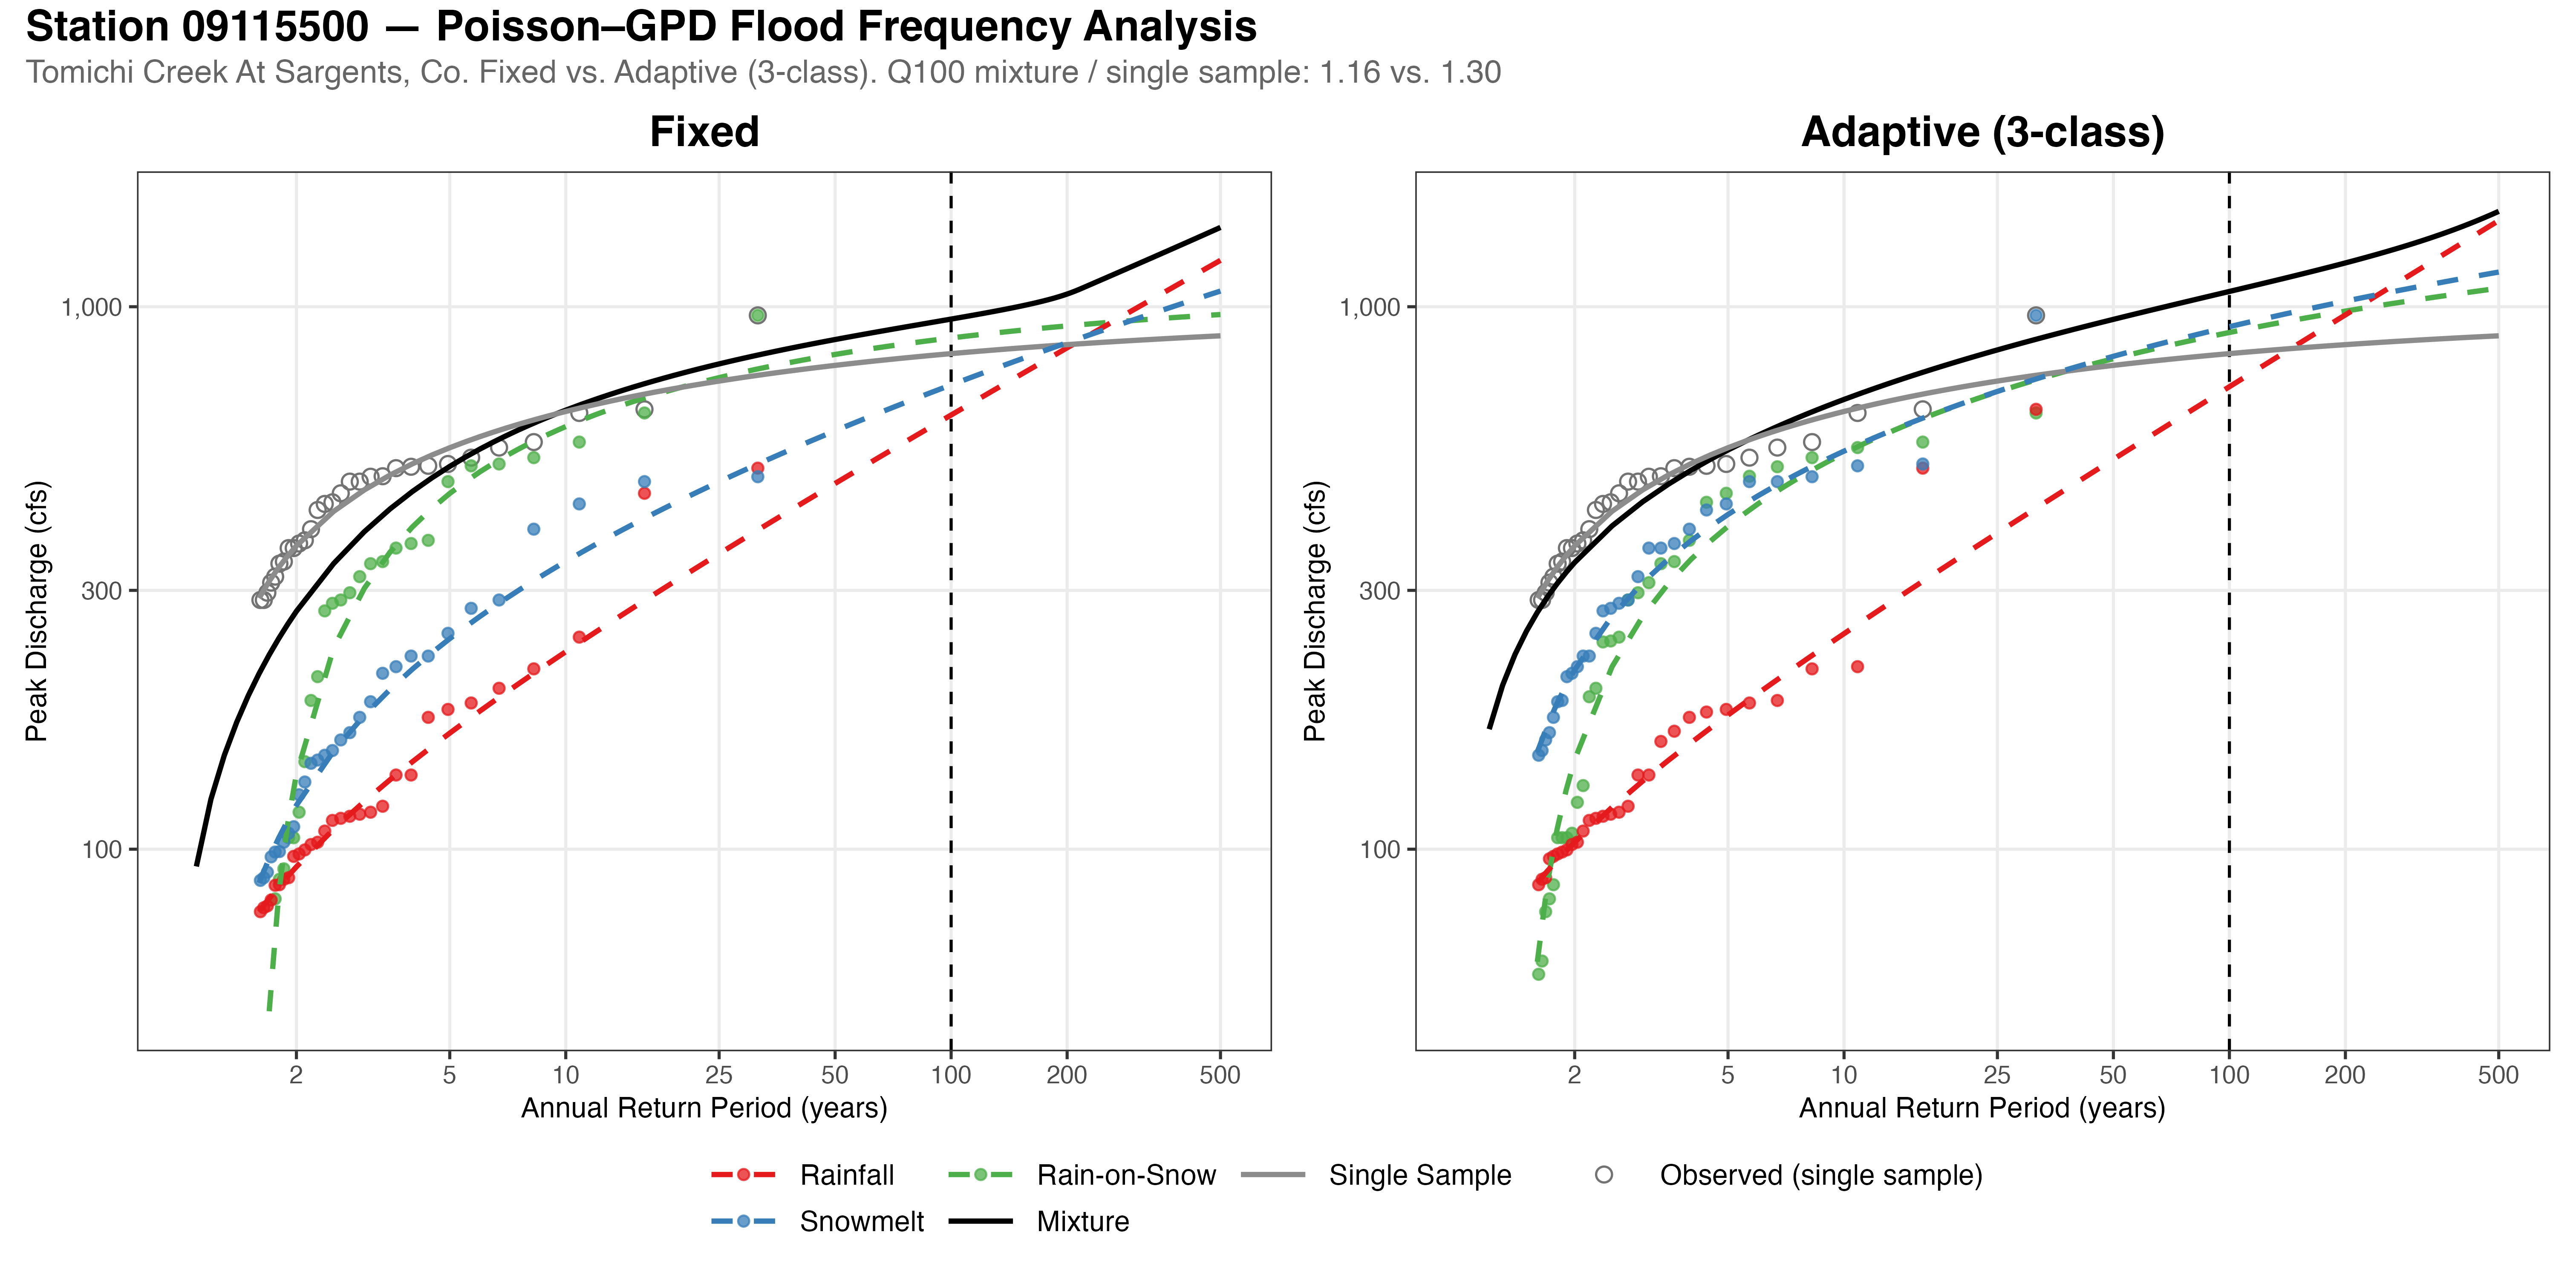 Station 09115500 — Poisson–GPD Flood Frequency Analysis
Tomichi Creek At Sargents, Co. Fixed vs. Adaptive (3-class). Q100 mixture / single sample: 1.16 vs. 1.30
Fixed
Peak Discharge (cfs)
1,000
300
100
2 5 10 25 50 100 200 500
Annual Return Period (years)
Adaptive (3-class)
Peak Discharge (cfs)
1,000
300
100
2 5 10 25 50 100 200 500
Annual Return Period (years)
Rainfall Rain-on-Snow Single Sample Observed (single sample)
Snowmelt Mixture